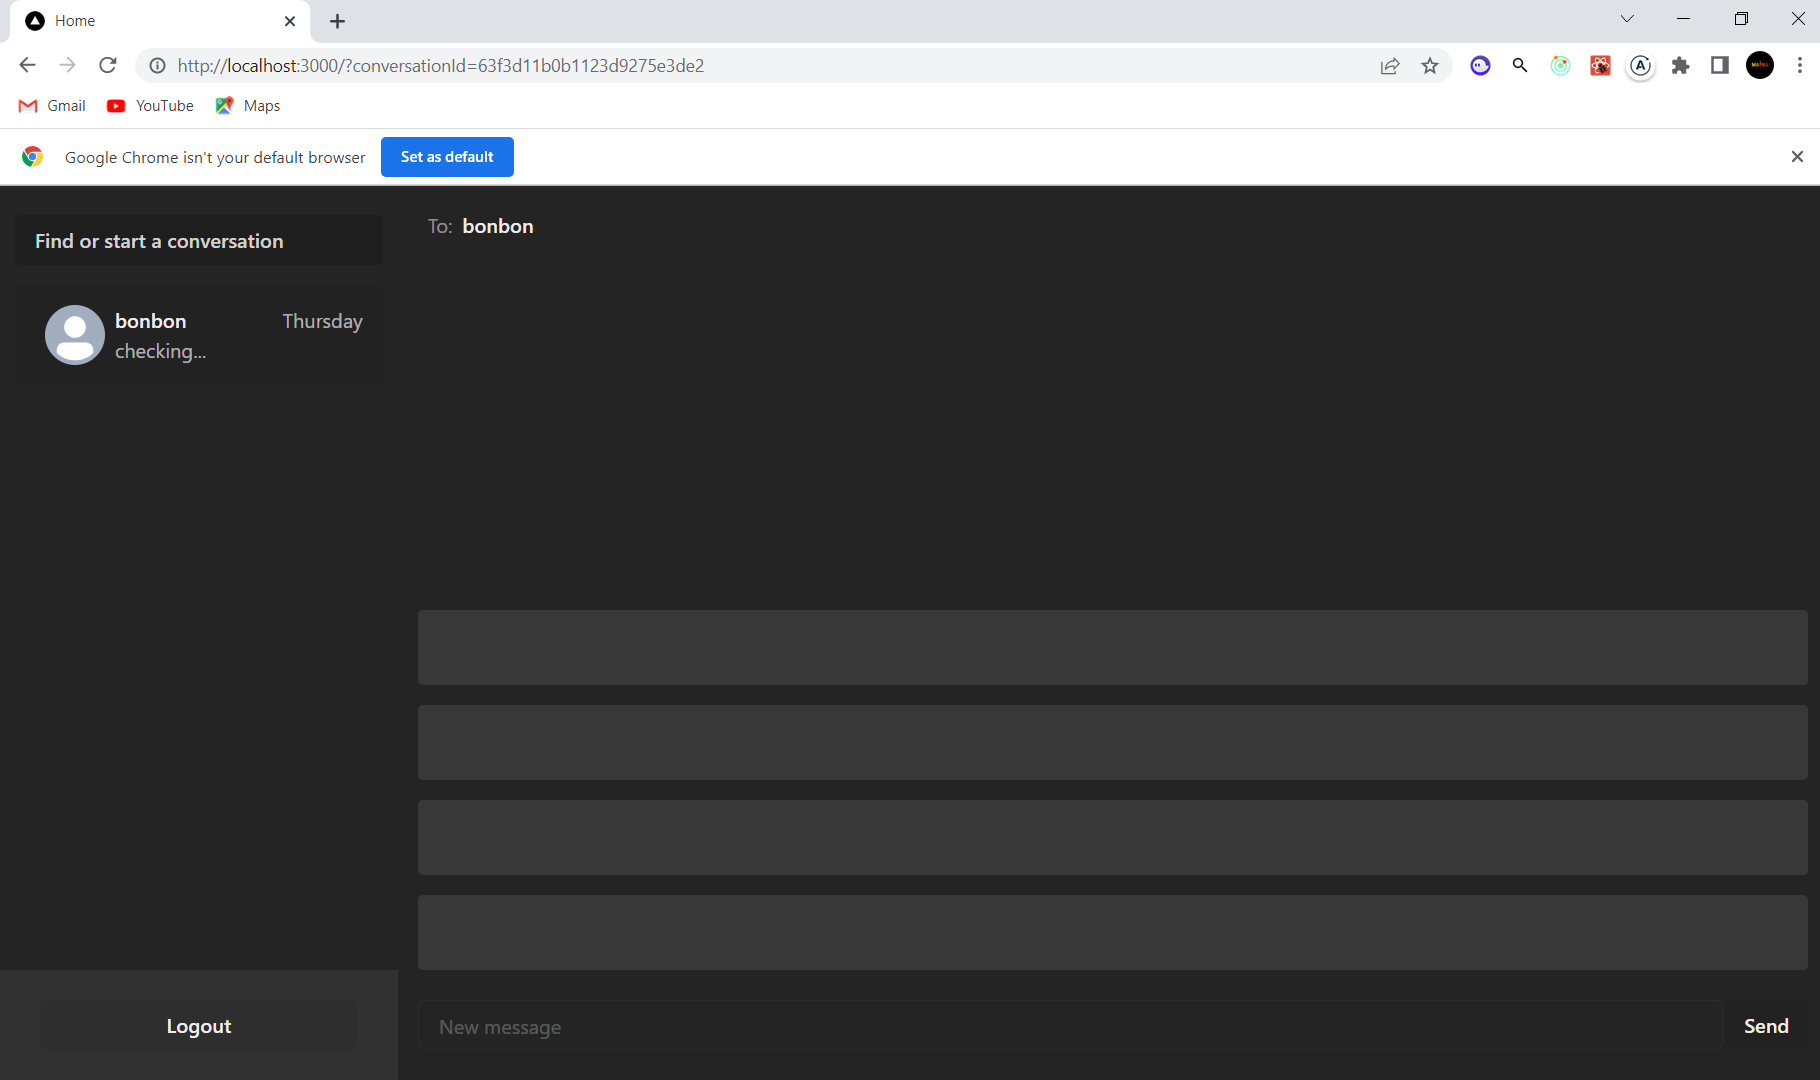 Home
http://localhost:3000/?conversationId=63f3d11b0b1123d9275e3de2
Gmail YouTube Maps
Google Chrome isn't your default browser Set as default
Find or start a conversation
To: bonbon
bonbon Thursday
checking...
Logout
New message Send